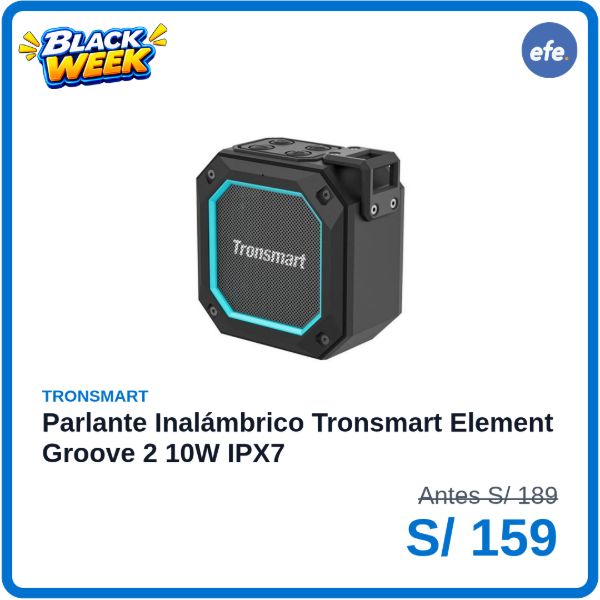 BLACK
WEEK
efe.
Tronsmart
TRONSMART
Parlante Inalámbrico Tronsmart Element
Groove 2 10W IPX7
Antes S/ 189
S/ 159